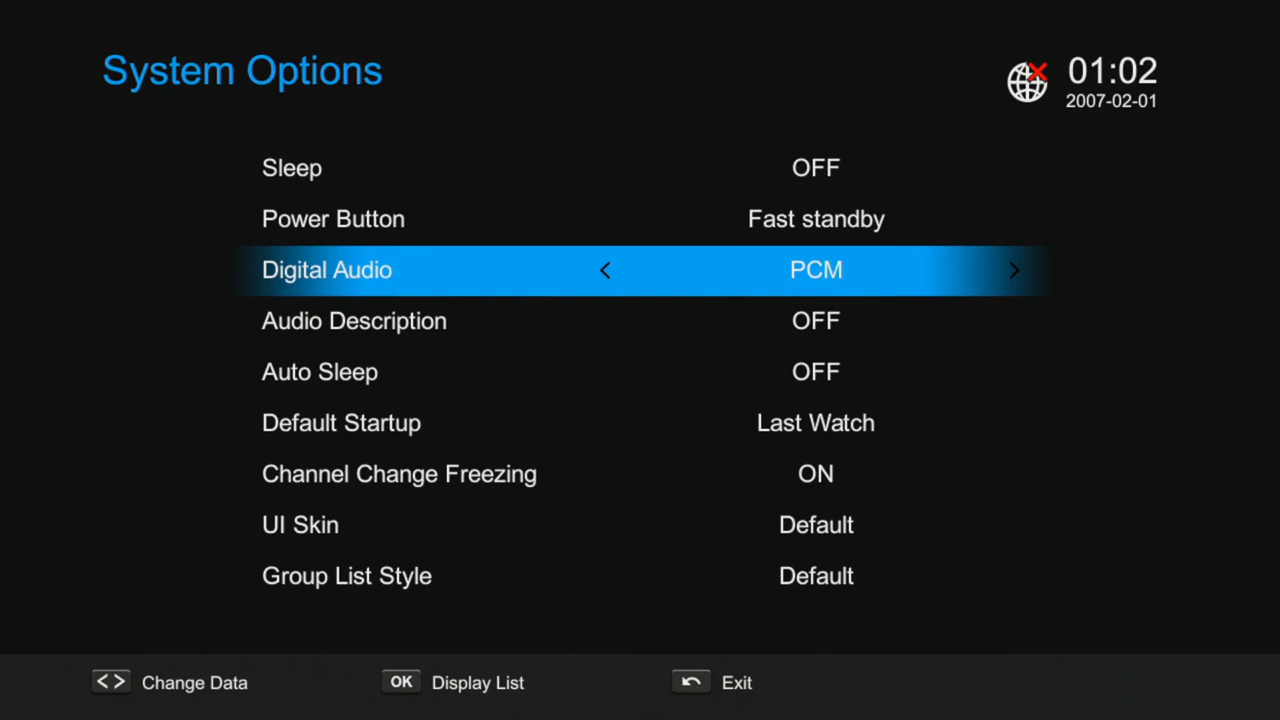 System Options
01:02
2007-02-01
Sleep OFF
Power Button Fast standby
Digital Audio < PCM >
Audio Description OFF
Auto Sleep OFF
Default Startup Last Watch
Channel Change Freezing ON
UI Skin Default
Group List Style Default
<> Change Data OK Display List Exit